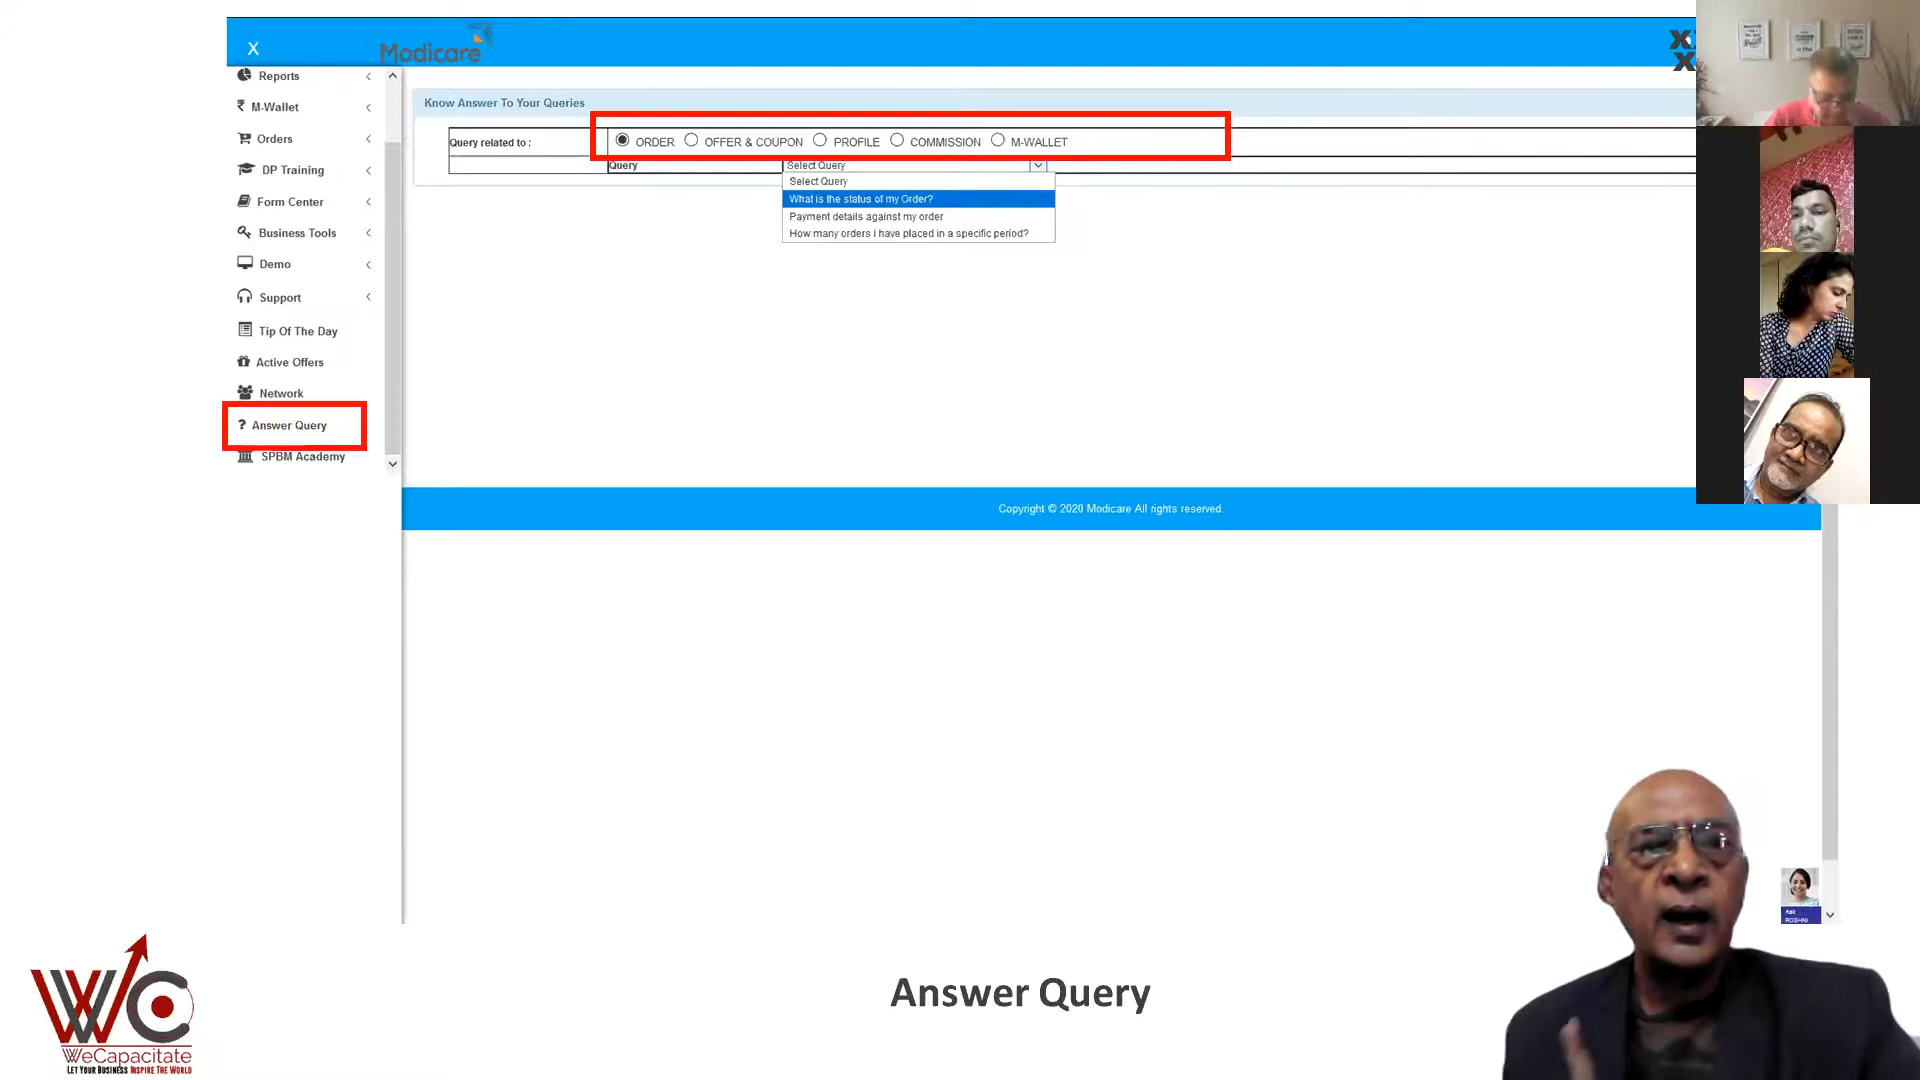 X
Modicare
Reports
M-Wallet
Orders
DP Training
Form Center
Business Tools
Demo
Support
Tip Of The Day
Active Offers
Network
? Answer Query
SPBM Academy
Know Answer To Your Queries
Query related to :
ORDER OFFER & COUPON PROFILE COMMISSION M-WALLET
Query
Select Query
Select Query
What is the status of my Order?
Payment details against my order
How many orders i have placed in a specific period?
Copyright © 2020 Modicare All rights reserved.
Ask
ROSHNI
Answer Query
WC
WeCapacitate
LET YOUR BUSINESS INSPIRE THE WORLD